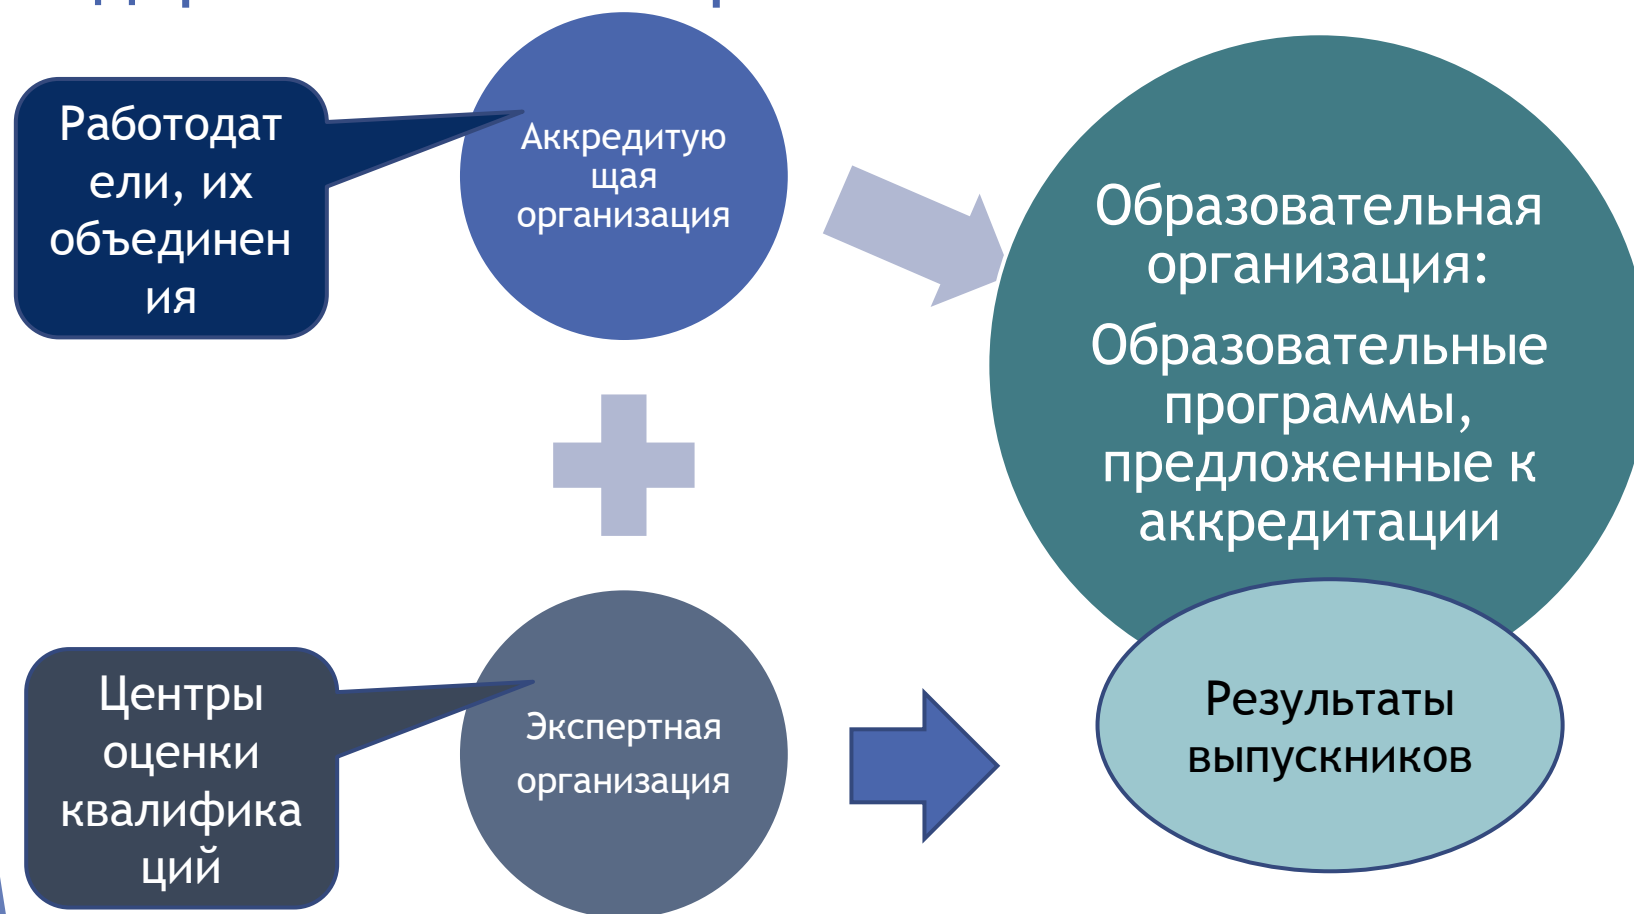 Работодат
ели, их
объединен
ия
Аккредитую
щая
организация
Образовательная
организация:
Образовательные
программы,
предложенные к
аккредитации
Центры
оценки
квалифика
ций
Экспертная
организация
Результаты
выпускников